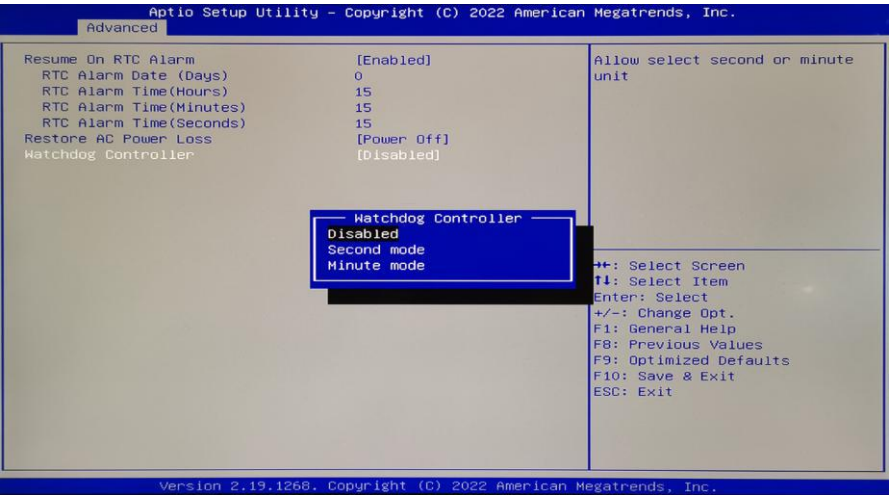 Aptio Setup Utility – Copyright (C) 2022 American Megatrends, Inc.
Advanced
Resume On RTC Alarm [Enabled]
RTC Alarm Date (Days) 0
RTC Alarm Time(Hours) 15
RTC Alarm Time(Minutes) 15
RTC Alarm Time(Seconds) 15
Restore AC Power Loss [Power Off]
Watchdog Controller [Disabled]
Allow select second or minute
unit
Watchdog Controller
Disabled
Second mode
Minute mode
→←: Select Screen
↑↓: Select Item
Enter: Select
+/-: Change Opt.
F1: General Help
F8: Previous Values
F9: Optimized Defaults
F10: Save & Exit
ESC: Exit
Version 2.19.1268. Copyright (C) 2022 American Megatrends, Inc.